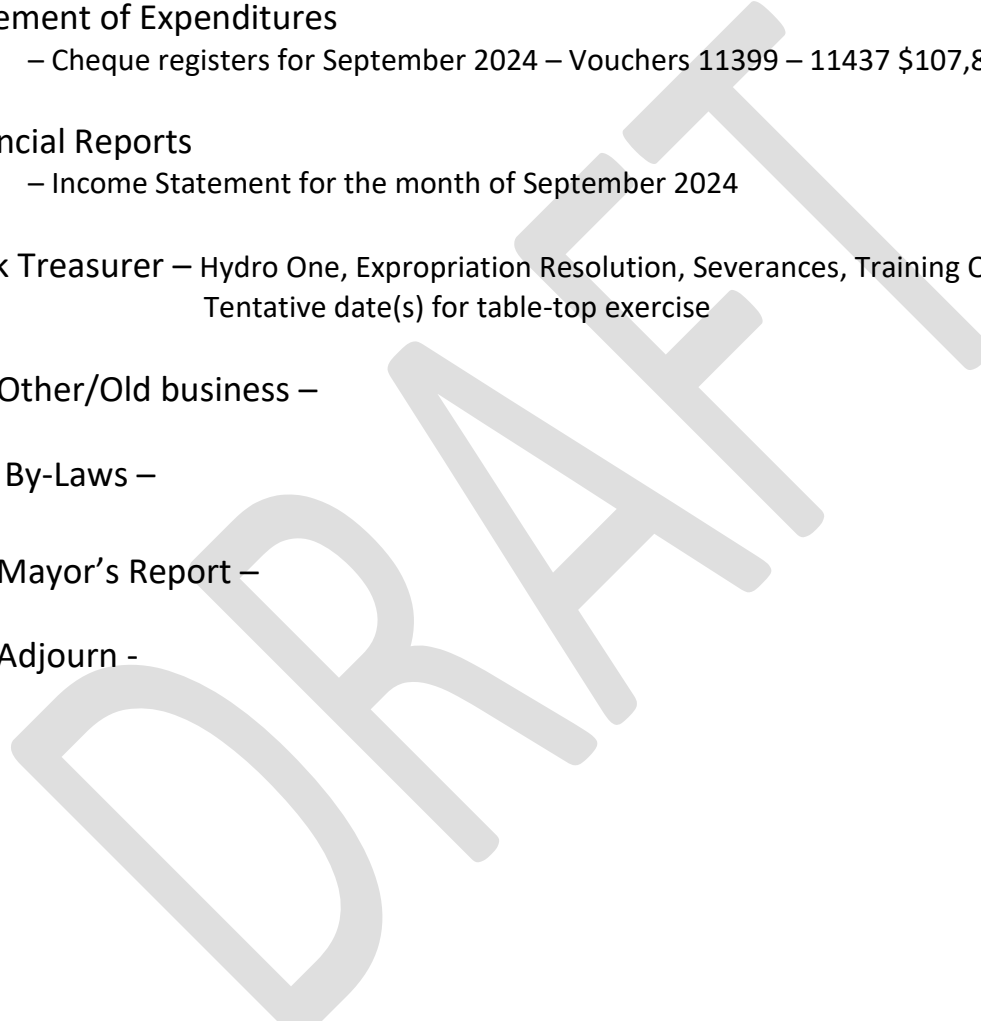 ement of Expenditures
– Cheque registers for September 2024 – Vouchers 11399 – 11437 $107,8
ncial Reports
– Income Statement for the month of September 2024
k Treasurer – Hydro One, Expropriation Resolution, Severances, Training
Tentative date(s) for table-top exercise
Other/Old business –
By-Laws –
Mayor’s Report –
Adjourn -
DRAFT